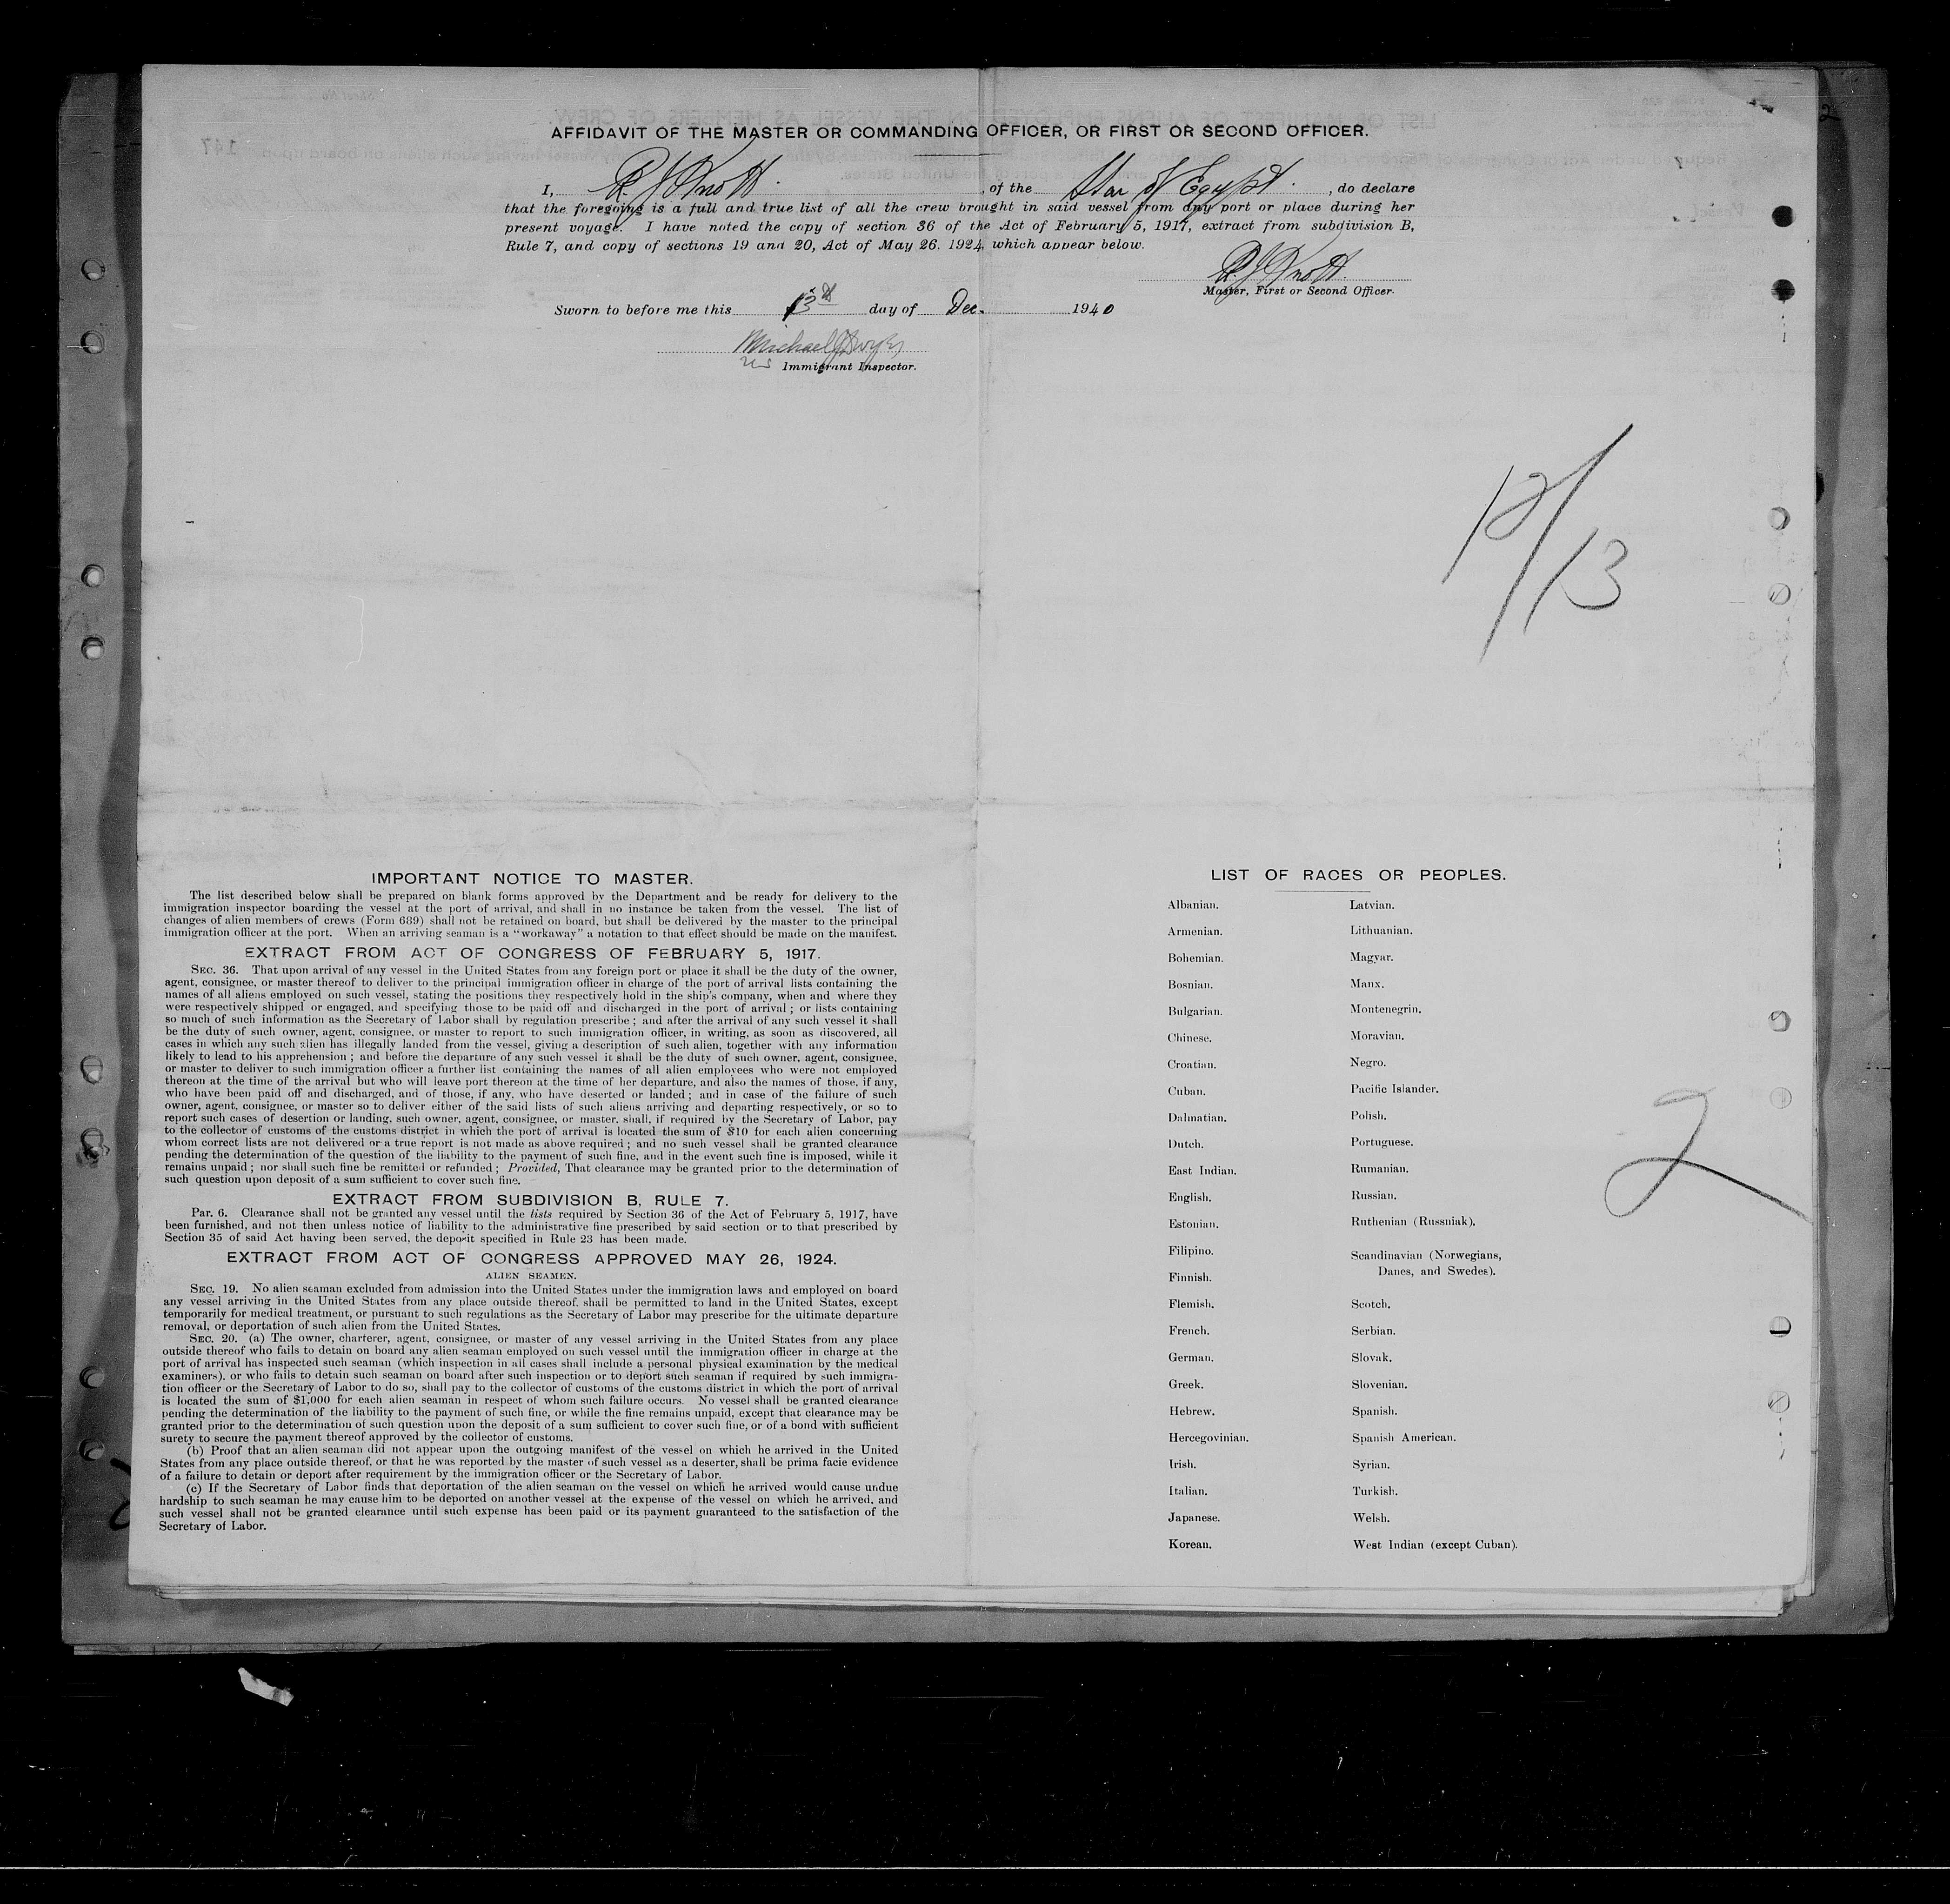 AFFIDAVIT OF THE MASTER OR COMMANDING OFFICER, OR FIRST OR SECOND OFFICER.
I, R. J. Knott. , of the Star of Egypt. , do declare
that the foregoing is a full and true list of all the crew brought in said vessel from any port or place during her
present voyage. I have noted the copy of section 36 of the Act of February 5, 1917, extract from subdivision B,
Rule 7, and copy of sections 19 and 20, Act of May 26, 1924, which appear below.
R. J. Knott.
Master, First or Second Officer.
Sworn to before me this 13th day of Dec. 1940
Michael
Immigrant Inspector.
12/13
IMPORTANT NOTICE TO MASTER.
The list described below shall be prepared on blank forms approved by the Department and be ready for delivery to the
immigration inspector boarding the vessel at the port of arrival, and shall in no instance be taken from the vessel. The list of
changes of alien members of crews (Form 689) shall not be retained on board, but shall be delivered by the master to the principal
immigration officer at the port. When an arriving seaman is a "workaway" a notation to that effect should be made on the manifest.
EXTRACT FROM ACT OF CONGRESS OF FEBRUARY 5, 1917.
SEC. 36. That upon arrival of any vessel in the United States from any foreign port or place it shall be the duty of the owner,
agent, consignee, or master thereof to deliver to the principal immigration officer in charge of the port of arrival lists containing the
names of all aliens employed on such vessel, stating the positions they respectively hold in the ship's company, when and where they
were respectively shipped or engaged, and specifying those to be paid off and discharged in the port of arrival; or lists containing
so much of such information as the Secretary of Labor shall by regulation prescribe; and after the arrival of any such vessel it shall
be the duty of such owner, agent, consignee, or master to report to such immigration officer, in writing, as soon as discovered, all
cases in which any such alien has illegally landed from the vessel, giving a description of such alien, together with any information
likely to lead to his apprehension; and before the departure of any such vessel it shall be the duty of such owner, agent, consignee,
or master to deliver to such immigration officer a further list containing the names of all alien employees who were not employed
thereon at the time of the arrival but who will leave port thereon at the time of her departure, and also the names of those, if any,
who have been paid off and discharged, and of those, if any, who have deserted or landed; and in case of the failure of such
owner, agent, consignee, or master so to deliver either of the said lists of such aliens arriving and departing respectively, or so to
report such cases of desertion or landing, such owner, agent, consignee, or master, shall, if required by the Secretary of Labor, pay
to the collector of customs of the customs district in which the port of arrival is located the sum of $10 for each alien concerning
whom correct lists are not delivered or a true report is not made as above required; and no such vessel shall be granted clearance
pending the determination of the question of the liability to the payment of such fine, and in the event such fine is imposed, while it
remains unpaid; nor shall such fine be remitted or refunded; Provided, That clearance may be granted prior to the determination of
such question upon deposit of a sum sufficient to cover such fine.
EXTRACT FROM SUBDIVISION B, RULE 7.
Par. 6. Clearance shall not be granted any vessel until the lists required by Section 36 of the Act of February 5, 1917, have
been furnished, and not then unless notice of liability to the administrative fine prescribed by said section or to that prescribed by
Section 35 of said Act having been served, the deposit specified in Rule 23 has been made.
EXTRACT FROM ACT OF CONGRESS APPROVED MAY 26, 1924.
ALIEN SEAMEN.
SEC. 19. No alien seaman excluded from admission into the United States under the immigration laws and employed on board
any vessel arriving in the United States from any place outside thereof, shall be permitted to land in the United States, except
temporarily for medical treatment, or pursuant to such regulations as the Secretary of Labor may prescribe for the ultimate departure
removal, or deportation of such alien from the United States.
SEC. 20. (a) The owner, charterer, agent, consignee, or master of any vessel arriving in the United States from any place
outside thereof who fails to detain on board any alien seaman employed on such vessel until the immigration officer in charge at the
port of arrival has inspected such seaman (which inspection in all cases shall include a personal physical examination by the medical
examiners), or who fails to detain such seaman on board after such inspection or to deport such seaman if required by such immigra-
tion officer or the Secretary of Labor to do so, shall pay to the collector of customs of the customs district in which the port of arrival
is located the sum of $1,000 for each alien seaman in respect of whom such failure occurs. No vessel shall be granted clearance
pending the determination of the liability to the payment of such fine, or while the fine remains unpaid, except that clearance may be
granted prior to the determination of such question upon the deposit of a sum sufficient to cover such fine, or of a bond with sufficient
surety to secure the payment thereof approved by the collector of customs.
(b) Proof that an alien seaman did not appear upon the outgoing manifest of the vessel on which he arrived in the United
States from any place outside thereof, or that he was reported by the master of such vessel as a deserter, shall be prima facie evidence
of a failure to detain or deport after requirement by the immigration officer or the Secretary of Labor.
(c) If the Secretary of Labor finds that deportation of the alien seaman on the vessel on which he arrived would cause undue
hardship to such seaman he may cause him to be deported on another vessel at the expense of the vessel on which he arrived, and
such vessel shall not be granted clearance until such expense has been paid or its payment guaranteed to the satisfaction of the
Secretary of Labor.
LIST OF RACES OR PEOPLES.
Albanian.
Armenian.
Bohemian.
Bosnian.
Bulgarian.
Chinese.
Croatian.
Cuban.
Dalmatian.
Dutch.
East Indian.
English.
Estonian.
Filipino.
Finnish.
Flemish.
French.
German.
Greek.
Hebrew.
Hercegovinian.
Irish.
Italian.
Japanese.
Korean.
Latvian.
Lithuanian.
Magyar.
Manx.
Montenegrin.
Moravian.
Negro.
Pacific Islander.
Polish.
Portuguese.
Rumanian.
Russian.
Ruthenian (Russniak).
Scandinavian (Norwegians,
Danes, and Swedes).
Scotch.
Serbian.
Slovak.
Slovenian.
Spanish.
Spanish American.
Syrian.
Turkish.
Welsh.
West Indian (except Cuban).
2